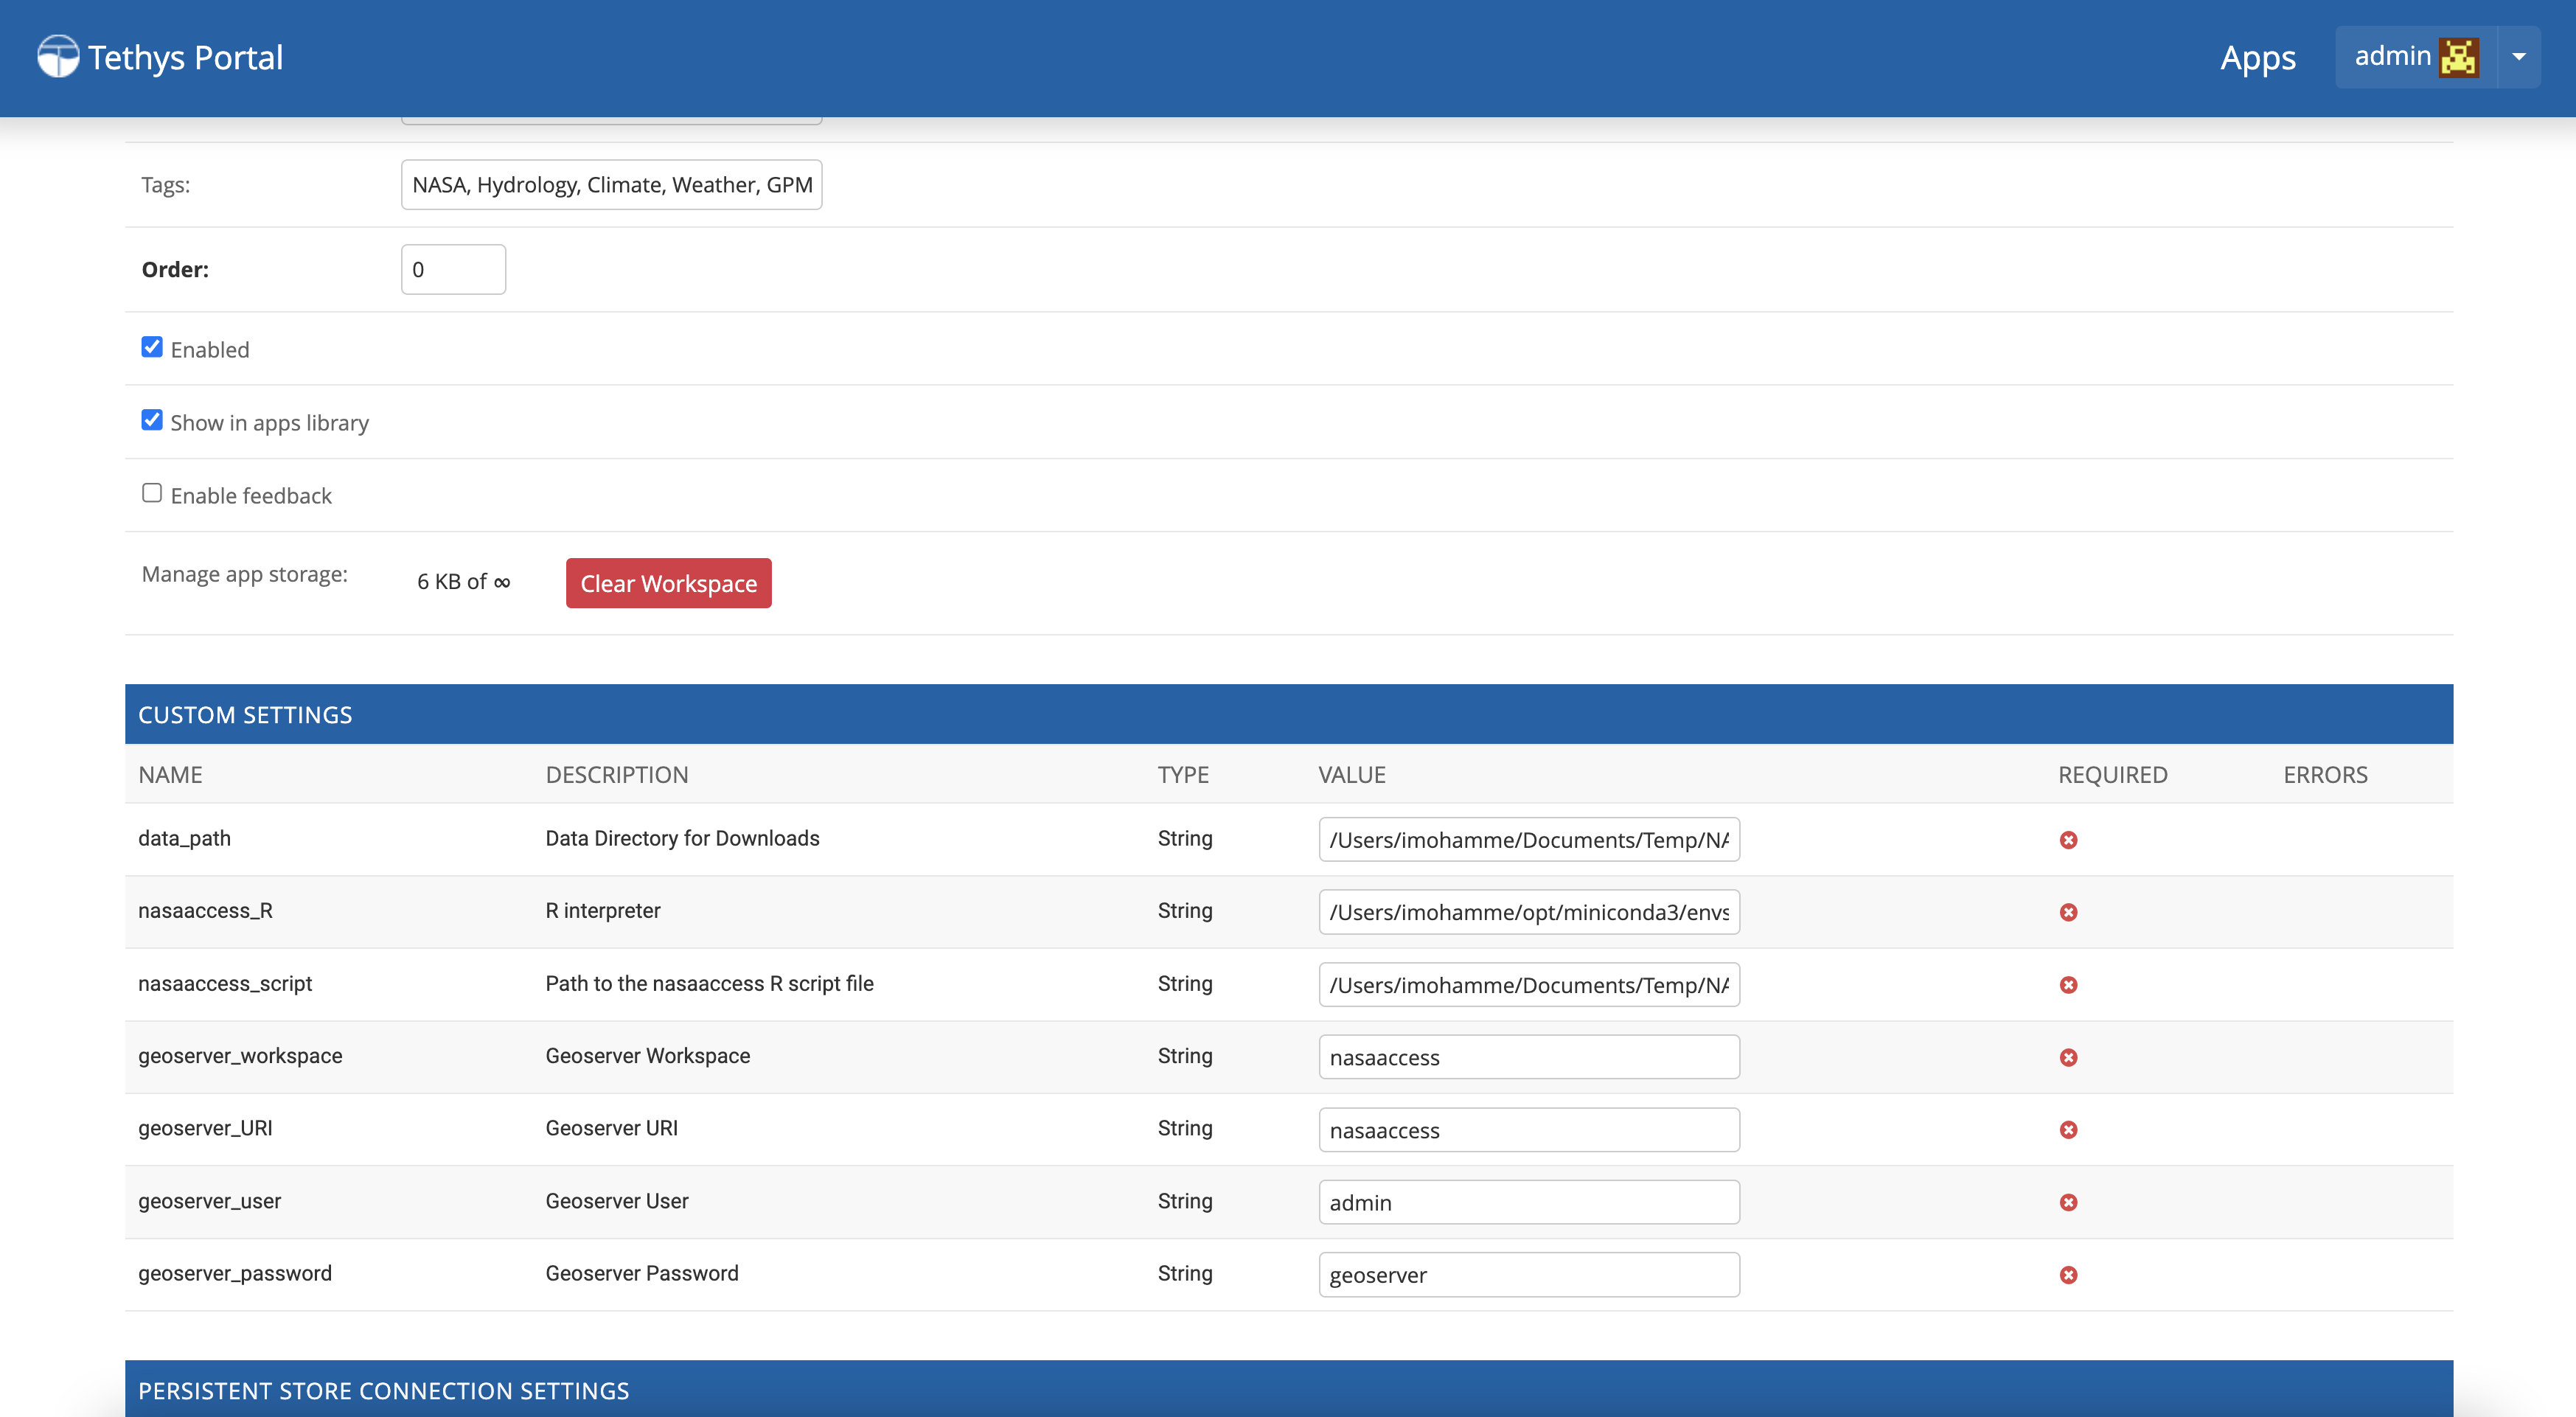 Tethys Portal
Apps
admin
Tags:
NASA, Hydrology, Climate, Weather, GPM
Order:
0
Enabled
Show in apps library
Enable feedback
Manage app storage:
6 KB of ∞
Clear Workspace
CUSTOM SETTINGS
NAME DESCRIPTION TYPE VALUE REQUIRED ERRORS
data_path Data Directory for Downloads String /Users/imohamme/Documents/Temp/NA
nasaaccess_R R interpreter String /Users/imohamme/opt/miniconda3/envs
nasaaccess_script Path to the nasaaccess R script file String /Users/imohamme/Documents/Temp/NA
geoserver_workspace Geoserver Workspace String nasaaccess
geoserver_URI Geoserver URI String nasaaccess
geoserver_user Geoserver User String admin
geoserver_password Geoserver Password String geoserver
PERSISTENT STORE CONNECTION SETTINGS